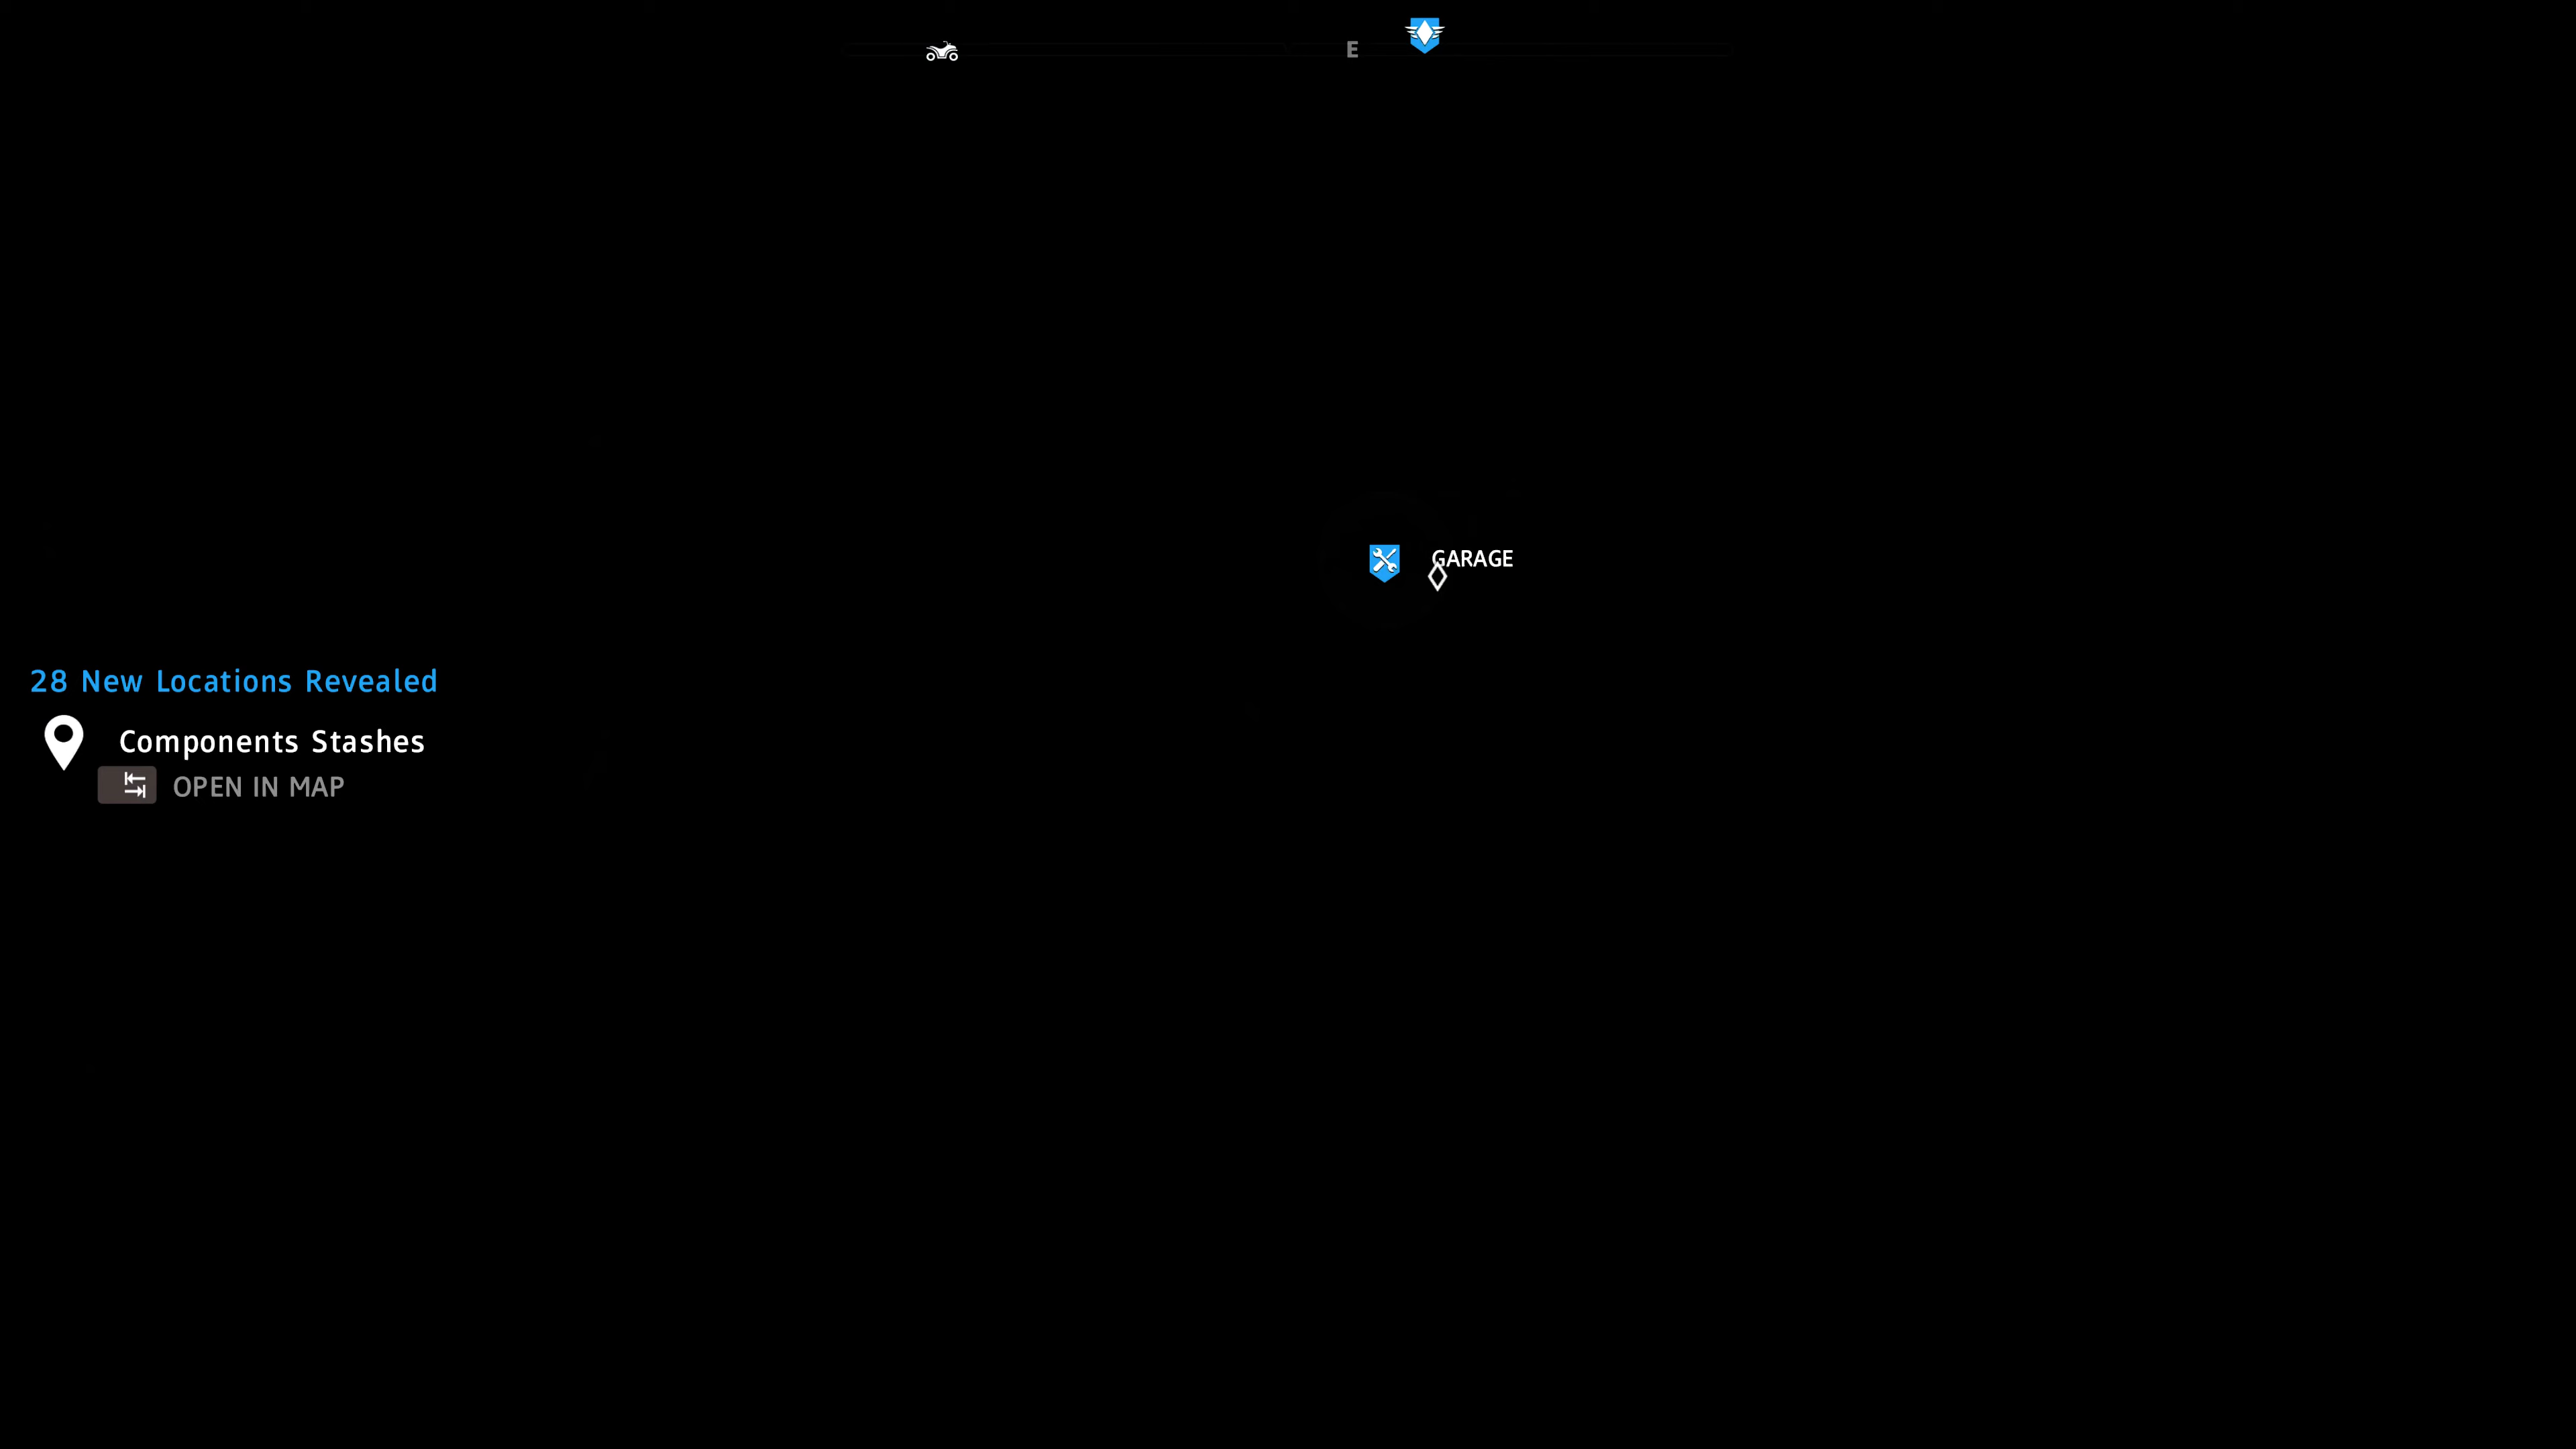 E
GARAGE
28 New Locations Revealed
Components Stashes
OPEN IN MAP